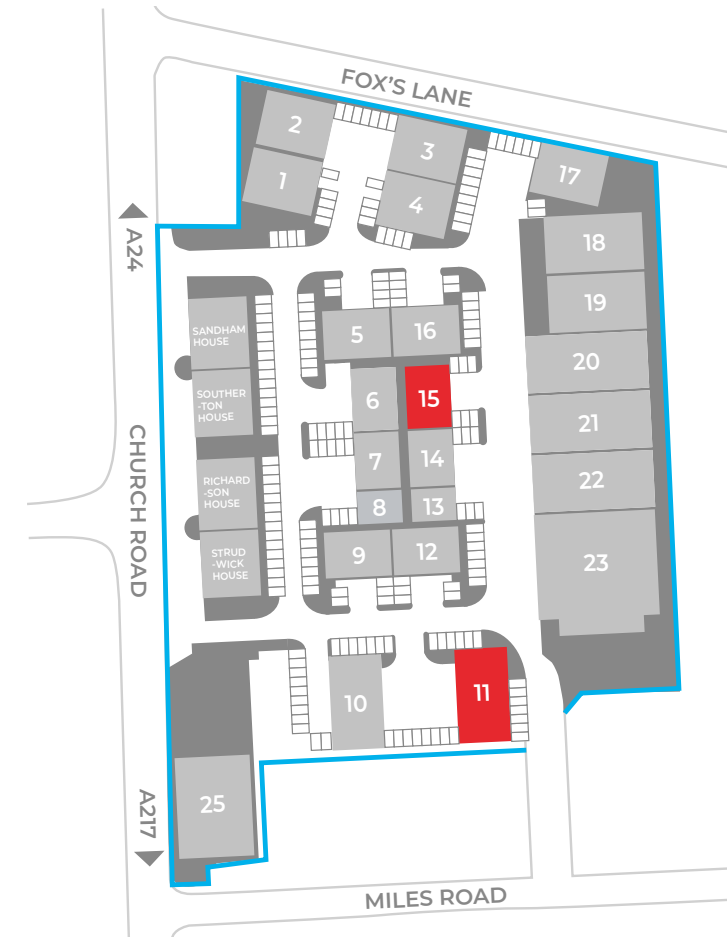 FOX'S LANE
2
3
1
17
4
A24
18
19
SANDHAM
HOUSE
5
16
20
SOUTHER
-TON
HOUSE
6
15
21
CHURCH ROAD
7
14
22
RICHARD
-SON
HOUSE
8
13
9
12
STRUD
-WICK
HOUSE
23
10
11
25
A217
MILES ROAD